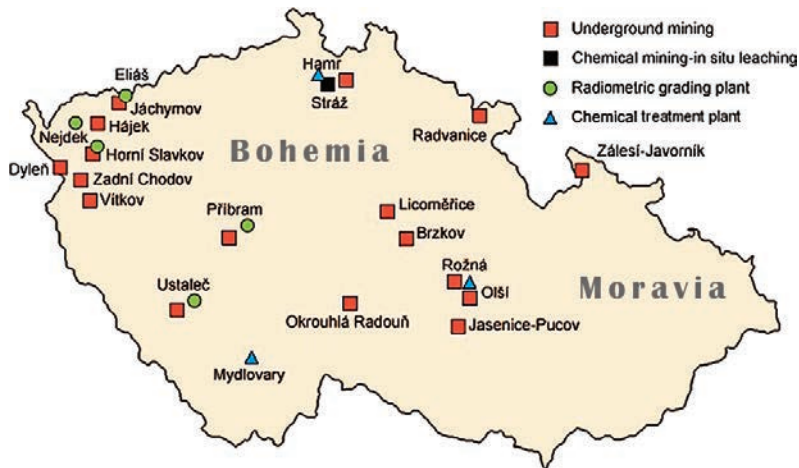 Underground mining
Chemical mining-in situ leaching
Radiometric grading plant
Chemical treatment plant
Hamr
Stráž
Eliáš
Jáchymov
Nejdek
Hájek
Horní Slavkov
Dyleň
Zadní Chodov
Vítkov
Bohemia
Radvanice
Zálesí-Javorník
Příbram
Licoměřice
Brzkov
Ustaleč
Rožná
Olší
Moravia
Okrouhlá Radouň
Jasenice-Pucov
Mydlovary